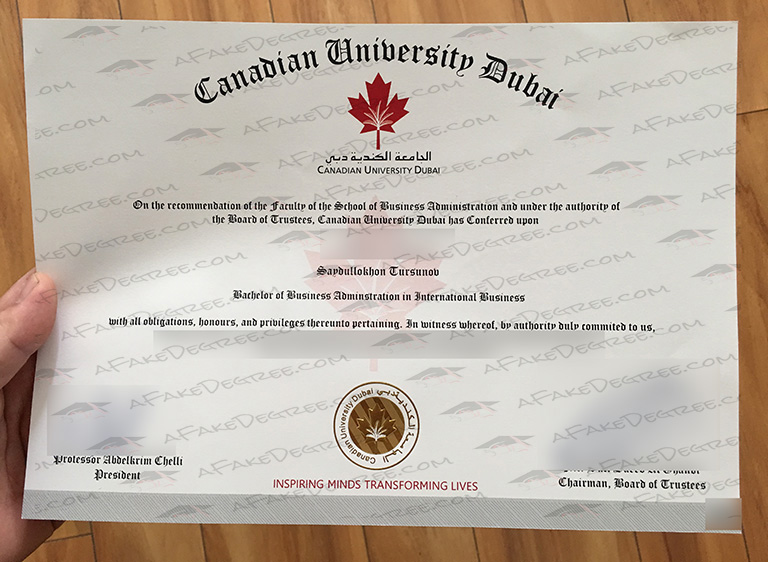 Canadian University Dubai
الجامعة الكندية دبي
CANADIAN UNIVERSITY DUBAI
On the recommendation of the Faculty of the School of Business Administration and under the authority of
the Board of Trustees, Canadian University Dubai has Conferred upon
Saydullokhon Tursunov
Bachelor of Business Adminstration in International Business
with all obligations, honours, and privileges thereunto pertaining. In witness whereof, by authority duly commited to us,
Canadian University Dubai
الجامعة الكندية دبي
Professor Abdelkrim Chelli
President
Chairman, Board of Trustees
INSPIRING MINDS TRANSFORMING LIVES
AFAKEDEGREE.COM